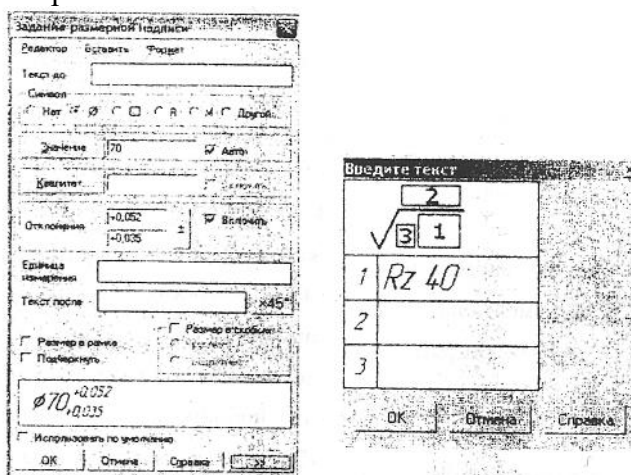 Задание размерной надписи
Редактор Вставить Формат
Текст до
Символ
Нет Ø □ R M Другой...
Значение 70 Авто
Квалитет
Отклонения +0,052 ± Включить
+0,035
Единица
измерения
Текст после ×45°
Размер в рамке Размер в скобках
Подчеркнуть
Ø70 +0,052
+0,035
Использовать по умолчанию
OK Отмена Справка >>
Введите текст
2
3 1
1 Rz 40
2
3
OK Отмена Справка